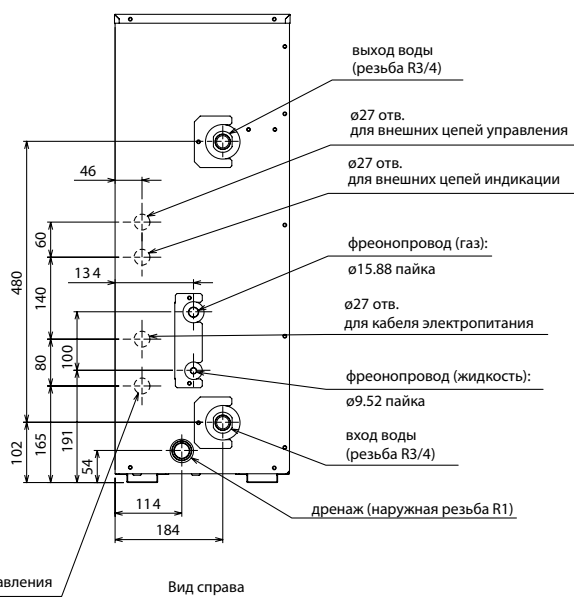 выход воды
(резьба R3/4)
ø27 отв.
для внешних цепей управления
46
ø27 отв.
для внешних цепей индикации
60
134
фреонопровод (газ):
ø15.88 пайка
480
140
ø27 отв.
для кабеля электропитания
100
80
фреонопровод (жидкость):
ø9.52 пайка
102
165
191
54
вход воды
(резьба R3/4)
114
дренаж (наружная резьба R1)
184
авления
Вид справа